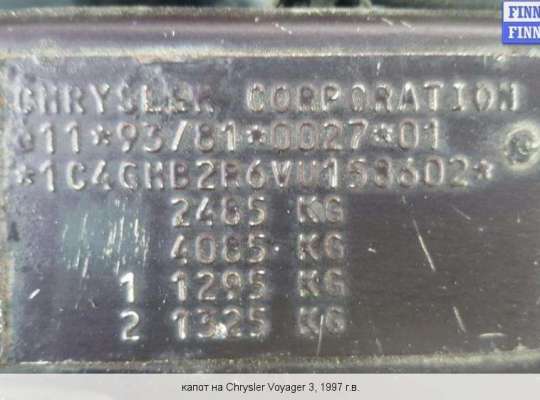 FINN
FINN
CHRYSLER CORPORATION
e11*93/81*0027*01
*1C4GHB2R6VU158602*
2485 KG
4085 KG
1 1295 KG
2 1325 KG
капот на Chrysler Voyager 3, 1997 г.в.